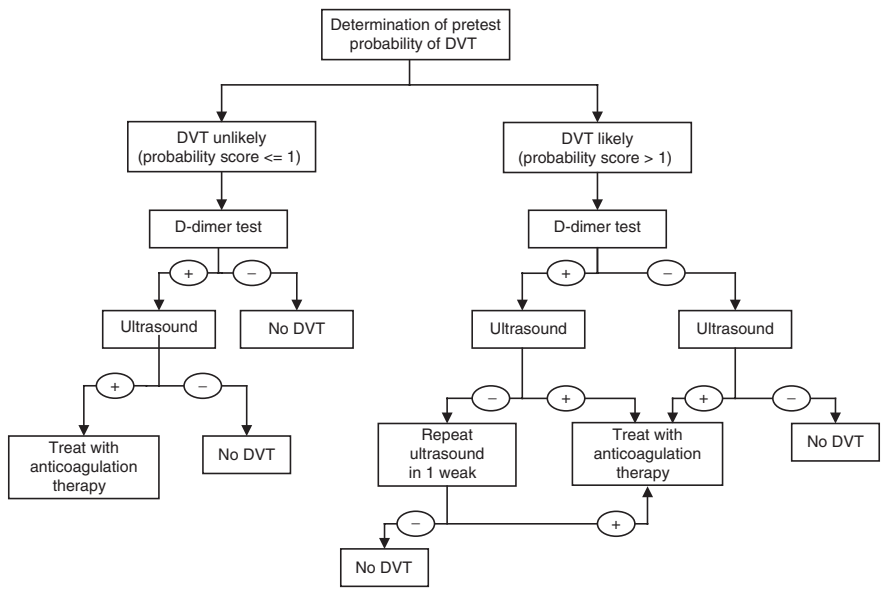 Determination of pretest
probability of DVT
DVT unlikely
(probability score <= 1)
DVT likely
(probability score > 1)
D-dimer test
D-dimer test
+
−
+
−
Ultrasound
No DVT
Ultrasound
Ultrasound
+
−
−
+
+
−
Treat with
anticoagulation
therapy
No DVT
Repeat
ultrasound
in 1 weak
Treat with
anticoagulation
therapy
No DVT
−
+
No DVT